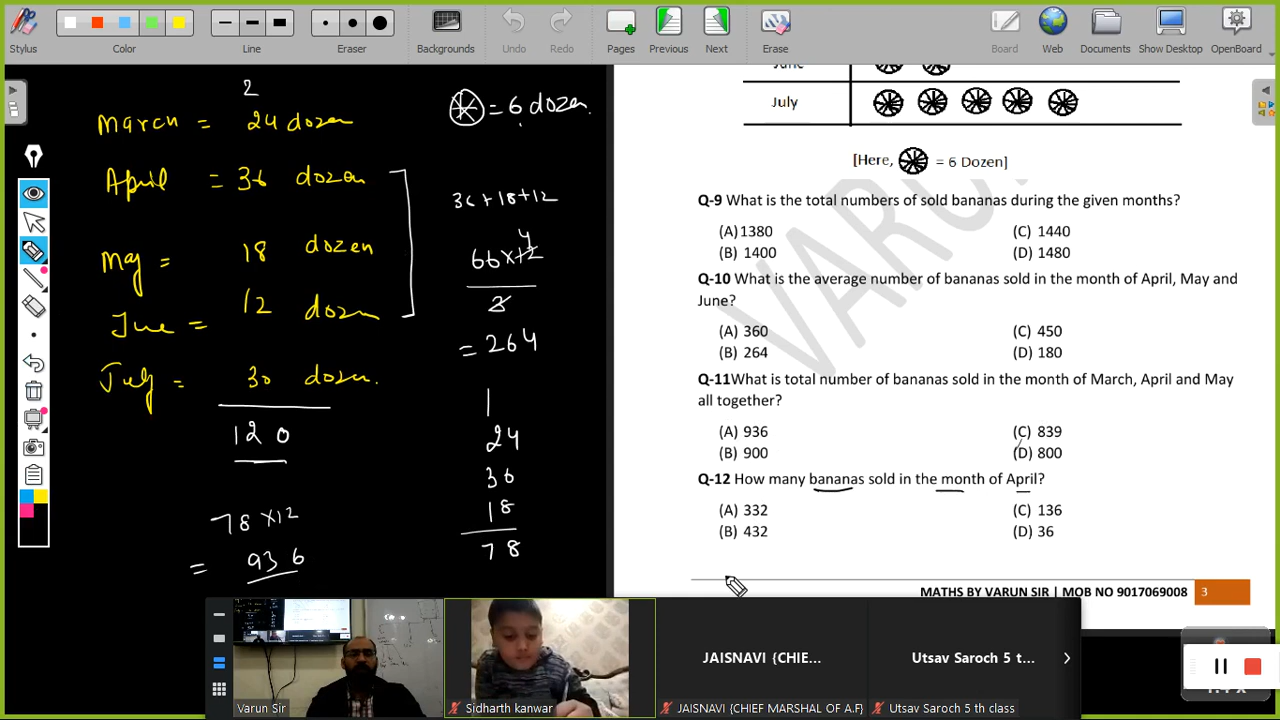 Stylus
Color
Line
Eraser
Backgrounds
Undo
Redo
Pages
Previous
Next
Erase
Board
Web
Documents
Show Desktop
OpenBoard
2
March = 24 dozen
April = 36 dozen
May = 18 dozen
Jue = 12 dozen
July = 30 dozen.
120
78 x12
= 936
= 6 dozen.
36+18+12
66x12
4
3
= 264
1
24
36
18
78
June
July
[Here, = 6 Dozen]
VARU
Q-9 What is the total numbers of sold bananas during the given months?
(A)1380 (C) 1440
(B) 1400 (D) 1480
Q-10 What is the average number of bananas sold in the month of April, May and
June?
(A) 360 (C) 450
(B) 264 (D) 180
Q-11What is total number of bananas sold in the month of March, April and May
all together?
(A) 936 (C) 839
(B) 900 (D) 800
Q-12 How many bananas sold in the month of April?
(A) 332 (C) 136
(B) 432 (D) 36
MATHS BY VARUN SIR | MOB NO 9017069008 3
Varun Sir
Sidharth kanwar
JAISNAVI {CHIE...
JAISNAVI {CHIEF MARSHAL OF A.F}
Utsav Saroch 5 t...
Utsav Saroch 5 th class